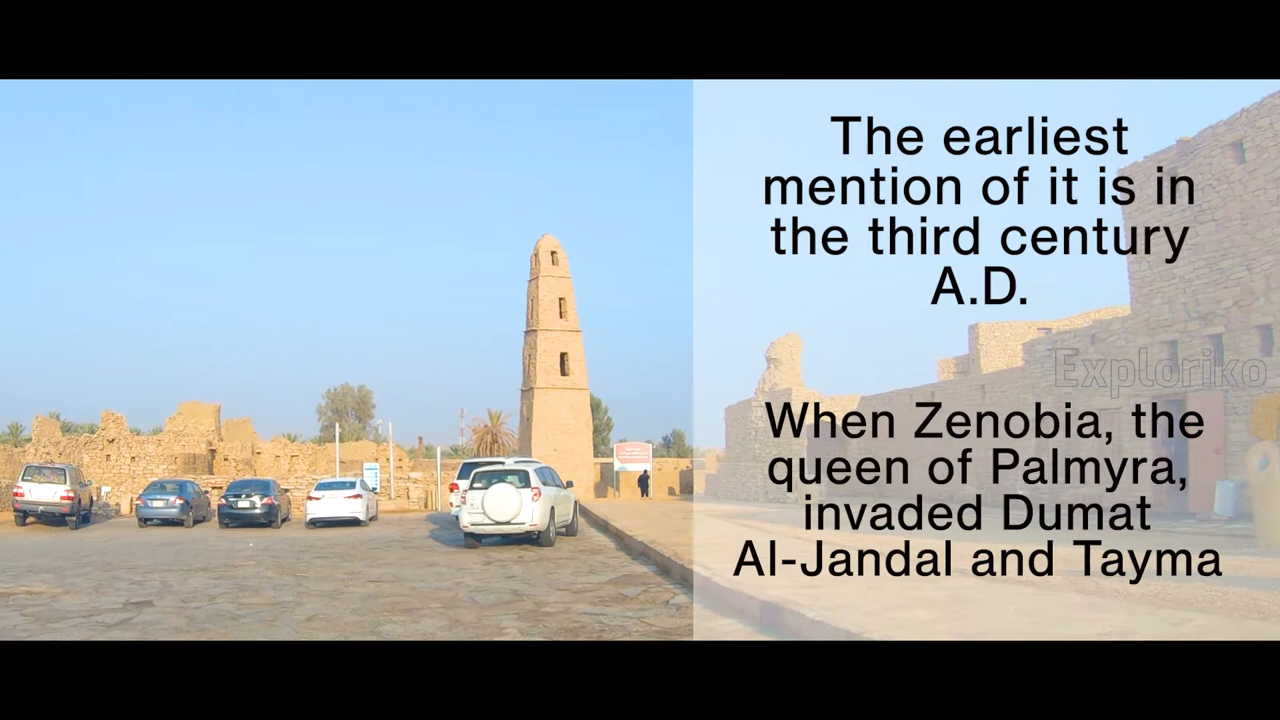 The earliest
mention of it is in
the third century
A.D.
Exploriko
When Zenobia, the
queen of Palmyra,
invaded Dumat
Al-Jandal and Tayma